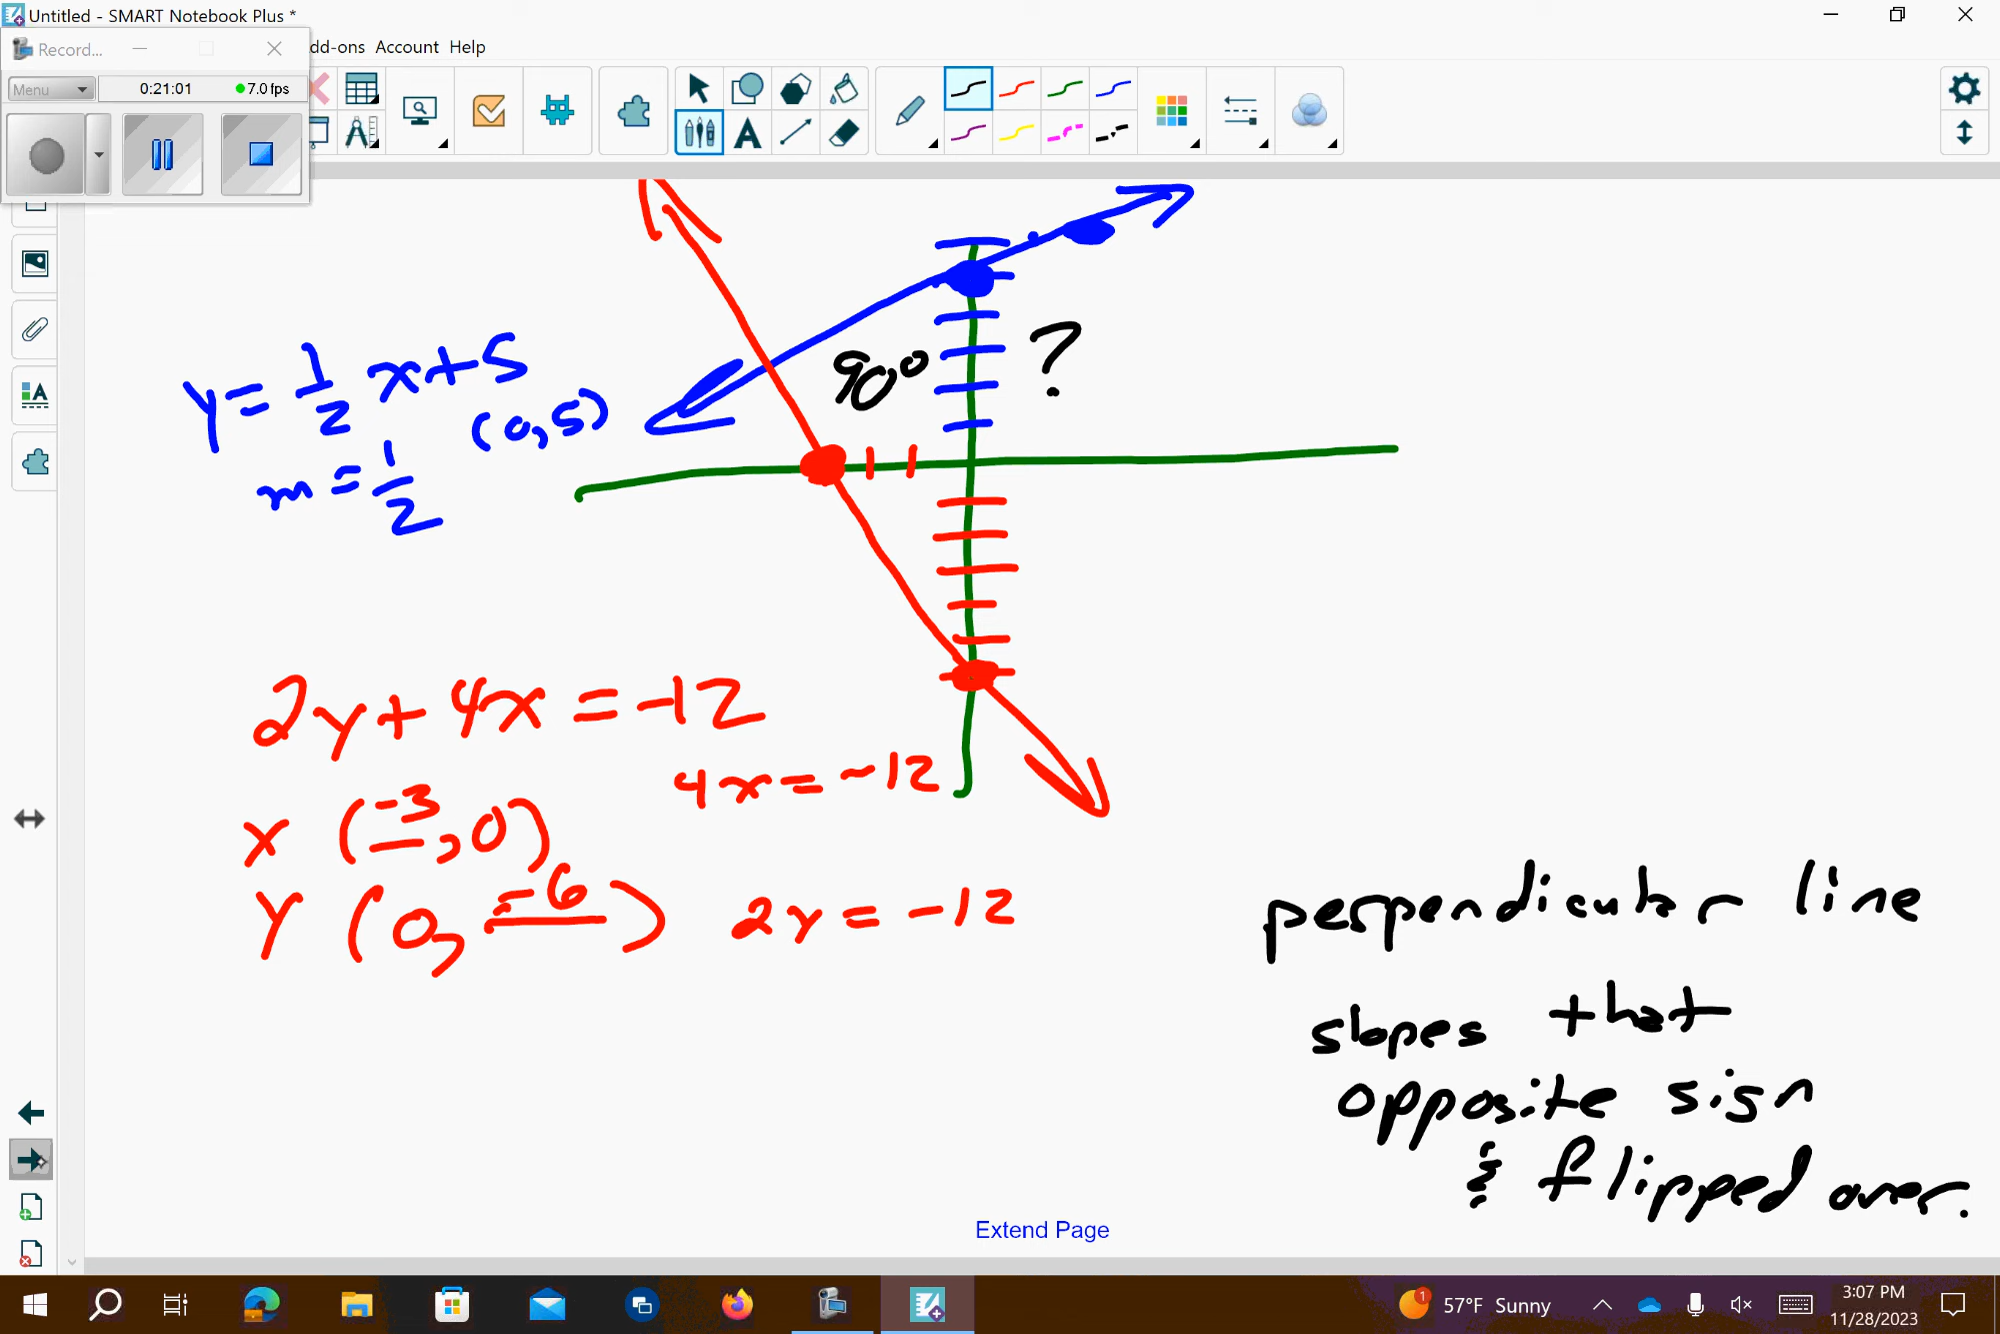 Untitled - SMART Notebook Plus *
Record...
dd-ons Account Help
Menu
0:21:01
7.0 fps
90°
?
y = 1/2 x + 5
(0, 5)
m = 1/2
2y + 4x = -12
4x = -12
x (-3, 0)
y (0, -6)
2y = -12
perpendicular line
slopes that
opposite sign
& flipped over.
Extend Page
1
57°F Sunny
3:07 PM
11/28/2023